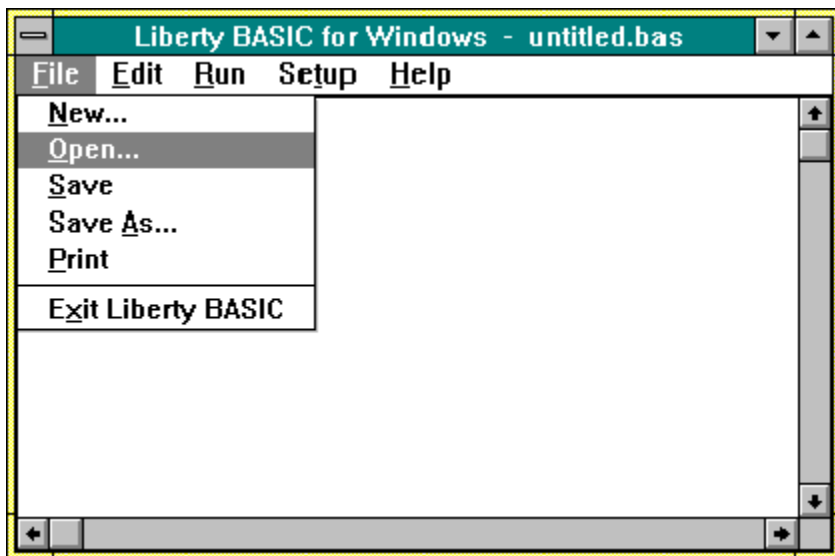 Liberty BASIC for Windows - untitled.bas
File Edit Run Setup Help
New...
Open...
Save
Save As...
Print
Exit Liberty BASIC